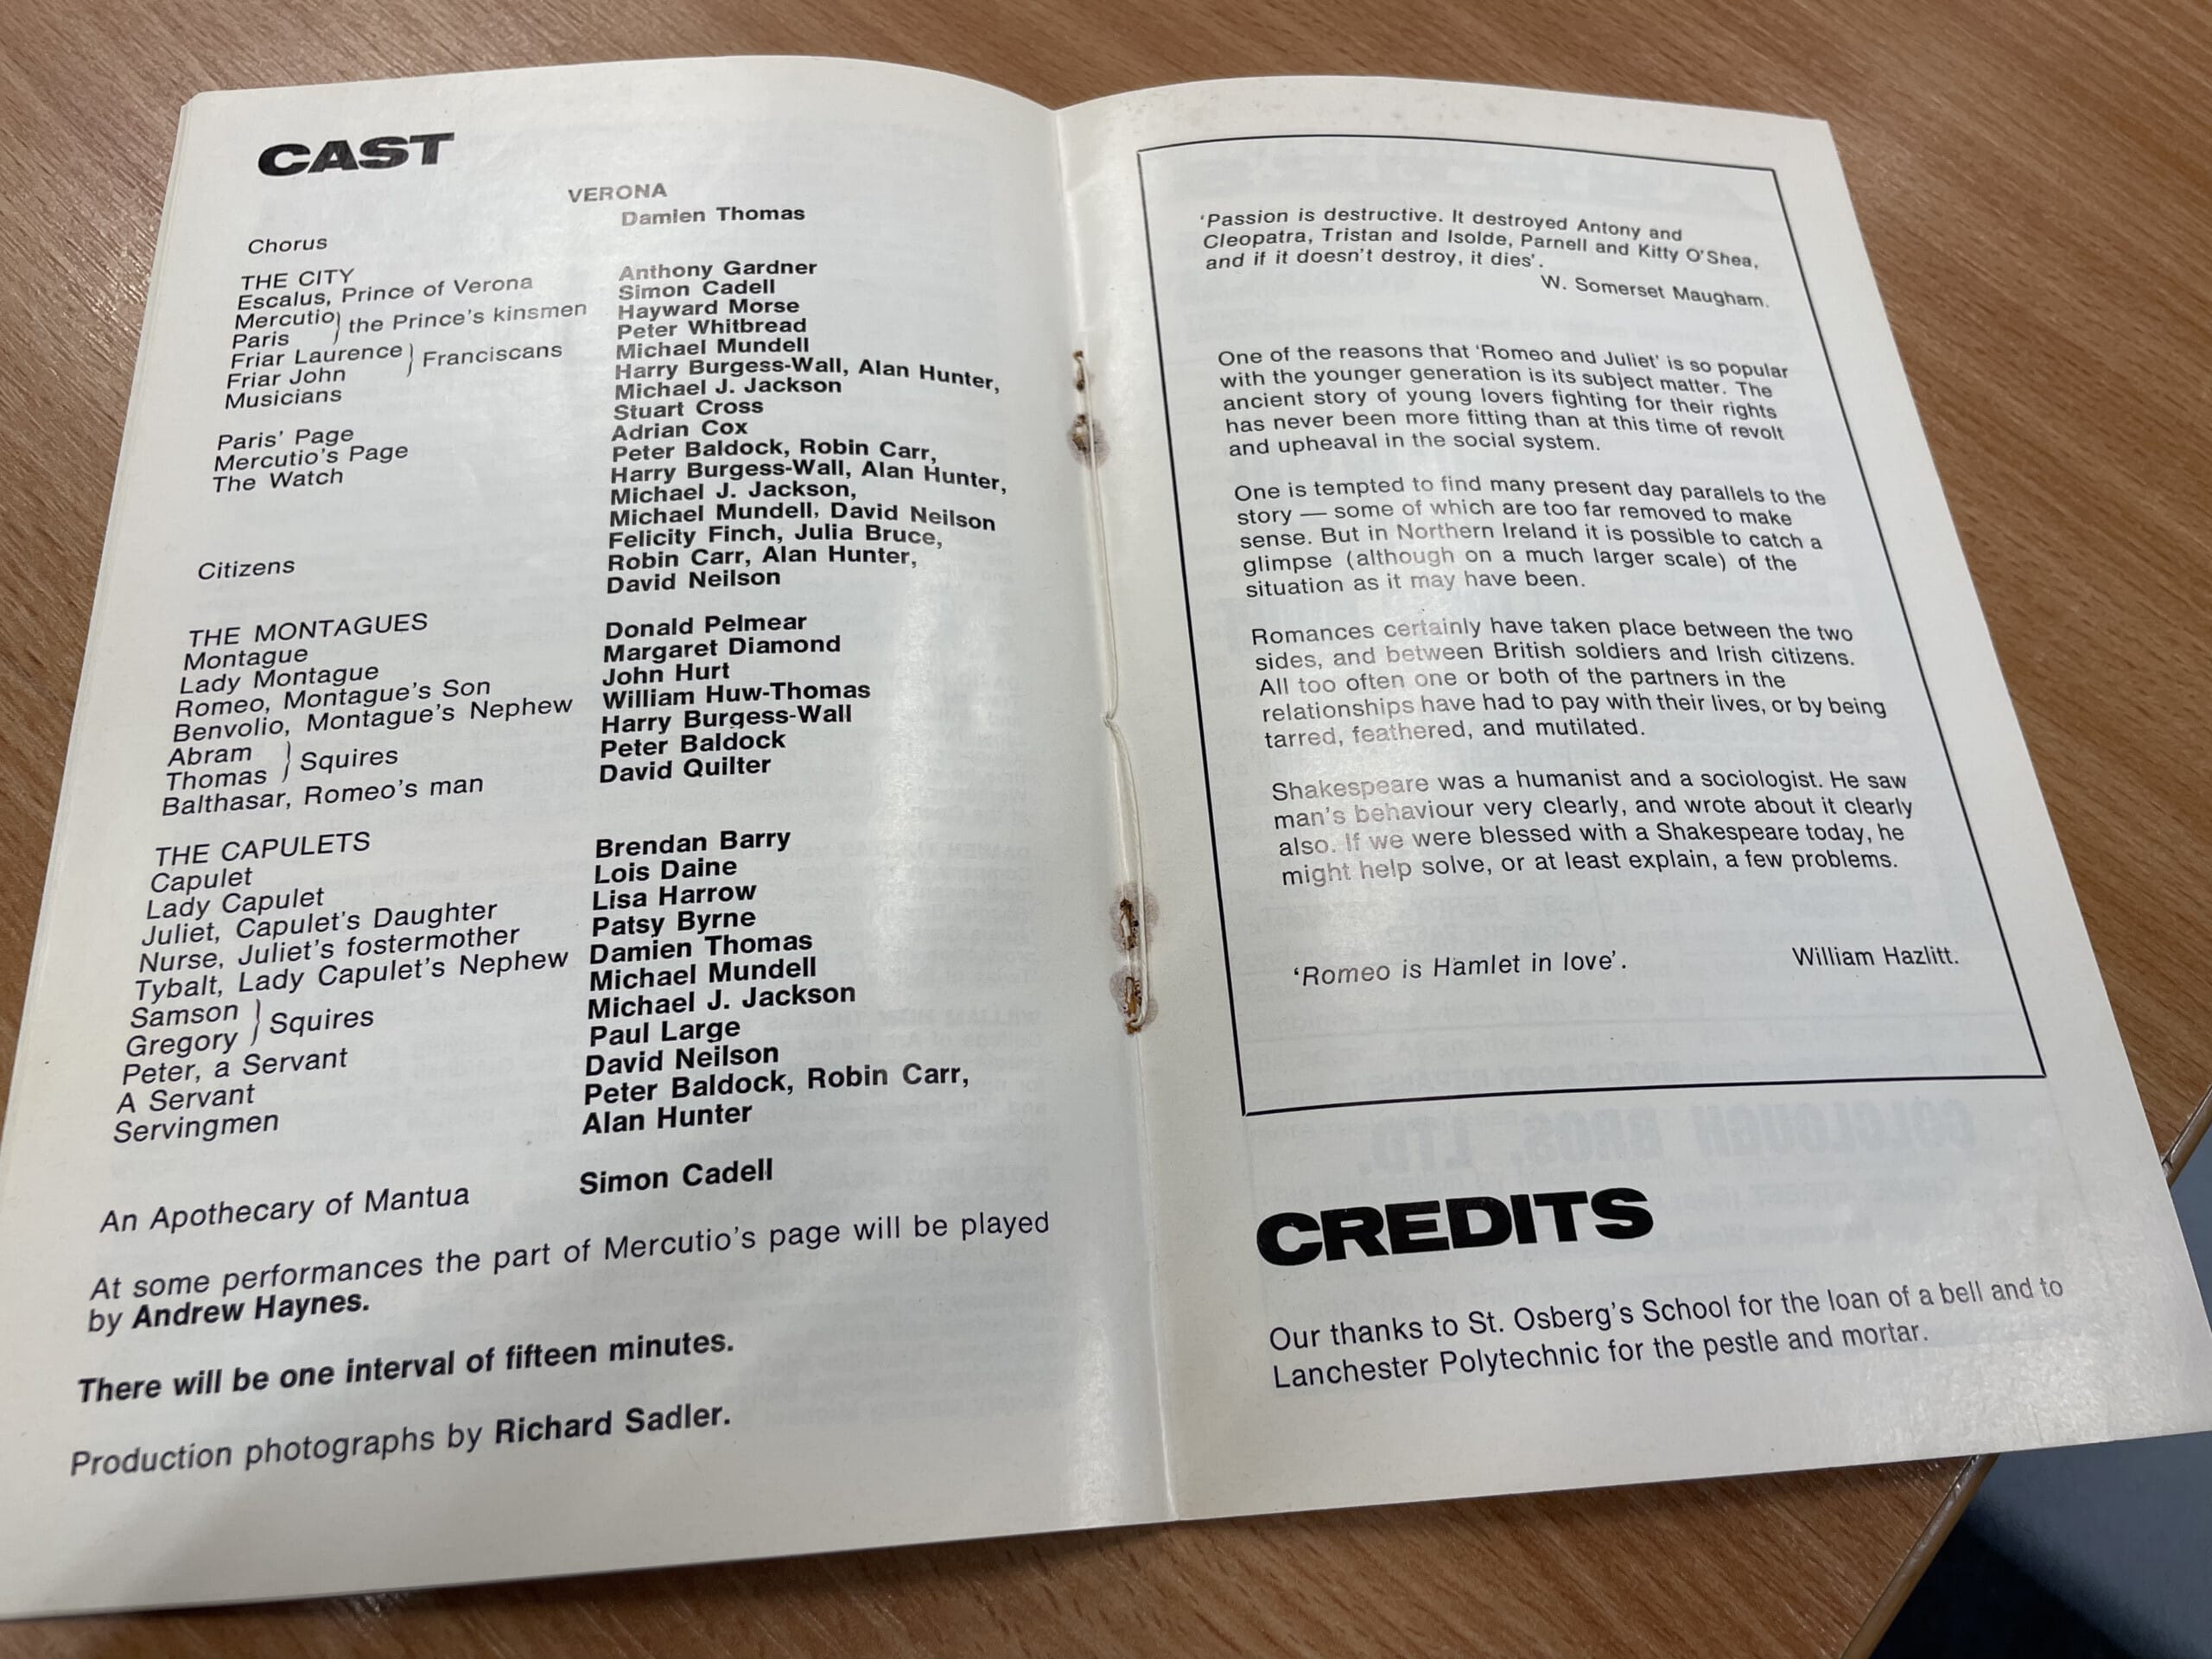 CAST
VERONA
Chorus Damien Thomas
THE CITY
Escalus, Prince of Verona Anthony Gardner
Mercutio } the Prince's kinsmen Simon Cadell
Paris Hayward Morse
Friar Laurence } Franciscans Peter Whitbread
Friar John Michael Mundell
Musicians Harry Burgess-Wall, Alan Hunter,
Michael J. Jackson
Paris' Page Stuart Cross
Mercutio's Page Adrian Cox
The Watch Peter Baldock, Robin Carr,
Harry Burgess-Wall, Alan Hunter,
Michael J. Jackson,
Michael Mundell, David Neilson
Citizens Felicity Finch, Julia Bruce,
Robin Carr, Alan Hunter,
David Neilson
THE MONTAGUES
Montague Donald Pelmear
Lady Montague Margaret Diamond
Romeo, Montague's Son John Hurt
Benvolio, Montague's Nephew William Huw-Thomas
Abram } Squires Harry Burgess-Wall
Thomas Peter Baldock
Balthasar, Romeo's man David Quilter
THE CAPULETS
Capulet Brendan Barry
Lady Capulet Lois Daine
Juliet, Capulet's Daughter Lisa Harrow
Nurse, Juliet's fostermother Patsy Byrne
Tybalt, Lady Capulet's Nephew Damien Thomas
Samson } Squires Michael Mundell
Gregory Michael J. Jackson
Peter, a Servant Paul Large
A Servant David Neilson
Servingmen Peter Baldock, Robin Carr,
Alan Hunter
An Apothecary of Mantua Simon Cadell
At some performances the part of Mercutio's page will be played
by Andrew Haynes.
There will be one interval of fifteen minutes.
Production photographs by Richard Sadler.
'Passion is destructive. It destroyed Antony and
Cleopatra, Tristan and Isolde, Parnell and Kitty O'Shea,
and if it doesn't destroy, it dies'.
W. Somerset Maugham.
One of the reasons that 'Romeo and Juliet' is so popular
with the younger generation is its subject matter. The
ancient story of young lovers fighting for their rights
has never been more fitting than at this time of revolt
and upheaval in the social system.
One is tempted to find many present day parallels to the
story — some of which are too far removed to make
sense. But in Northern Ireland it is possible to catch a
glimpse (although on a much larger scale) of the
situation as it may have been.
Romances certainly have taken place between the two
sides, and between British soldiers and Irish citizens.
All too often one or both of the partners in the
relationships have had to pay with their lives, or by being
tarred, feathered, and mutilated.
Shakespeare was a humanist and a sociologist. He saw
man's behaviour very clearly, and wrote about it clearly
also. If we were blessed with a Shakespeare today, he
might help solve, or at least explain, a few problems.
'Romeo is Hamlet in love'. William Hazlitt.
CREDITS
Our thanks to St. Osberg's School for the loan of a bell and to
Lanchester Polytechnic for the pestle and mortar.